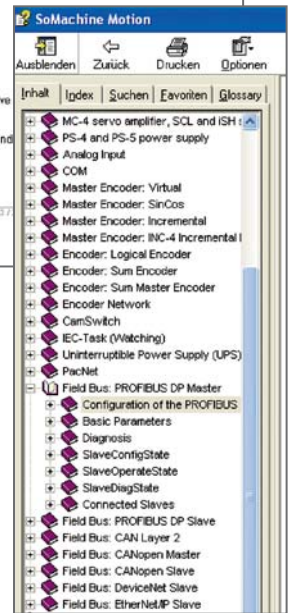 SoMachine Motion
Ausblenden Zurück Drucken Optionen
Inhalt Index Suchen Favoriten Glossary
MC-4 servo amplifier, SCL and iSH
PS-4 and PS-5 power supply
Analog Input
COM
Master Encoder: Virtual
Master Encoder: SinCos
Master Encoder: Incremental
Master Encoder: INC-4 Incremental
Encoder: Logical Encoder
Encoder: Sum Encoder
Encoder: Sum Master Encoder
Encoder Network
CamSwitch
IEC-Task (Watching)
Uninterruptible Power Supply (UPS)
PacNet
Field Bus: PROFIBUS DP Master
Configuration of the PROFIBUS
Basic Parameters
Diagnosis
SlaveConfigState
SlaveOperateState
SlaveDiagState
Connected Slaves
Field Bus: PROFIBUS DP Slave
Field Bus: CAN Layer 2
Field Bus: CANopen Master
Field Bus: CANopen Slave
Field Bus: DeviceNet Slave
Field Bus: EtherNet/IP Slave